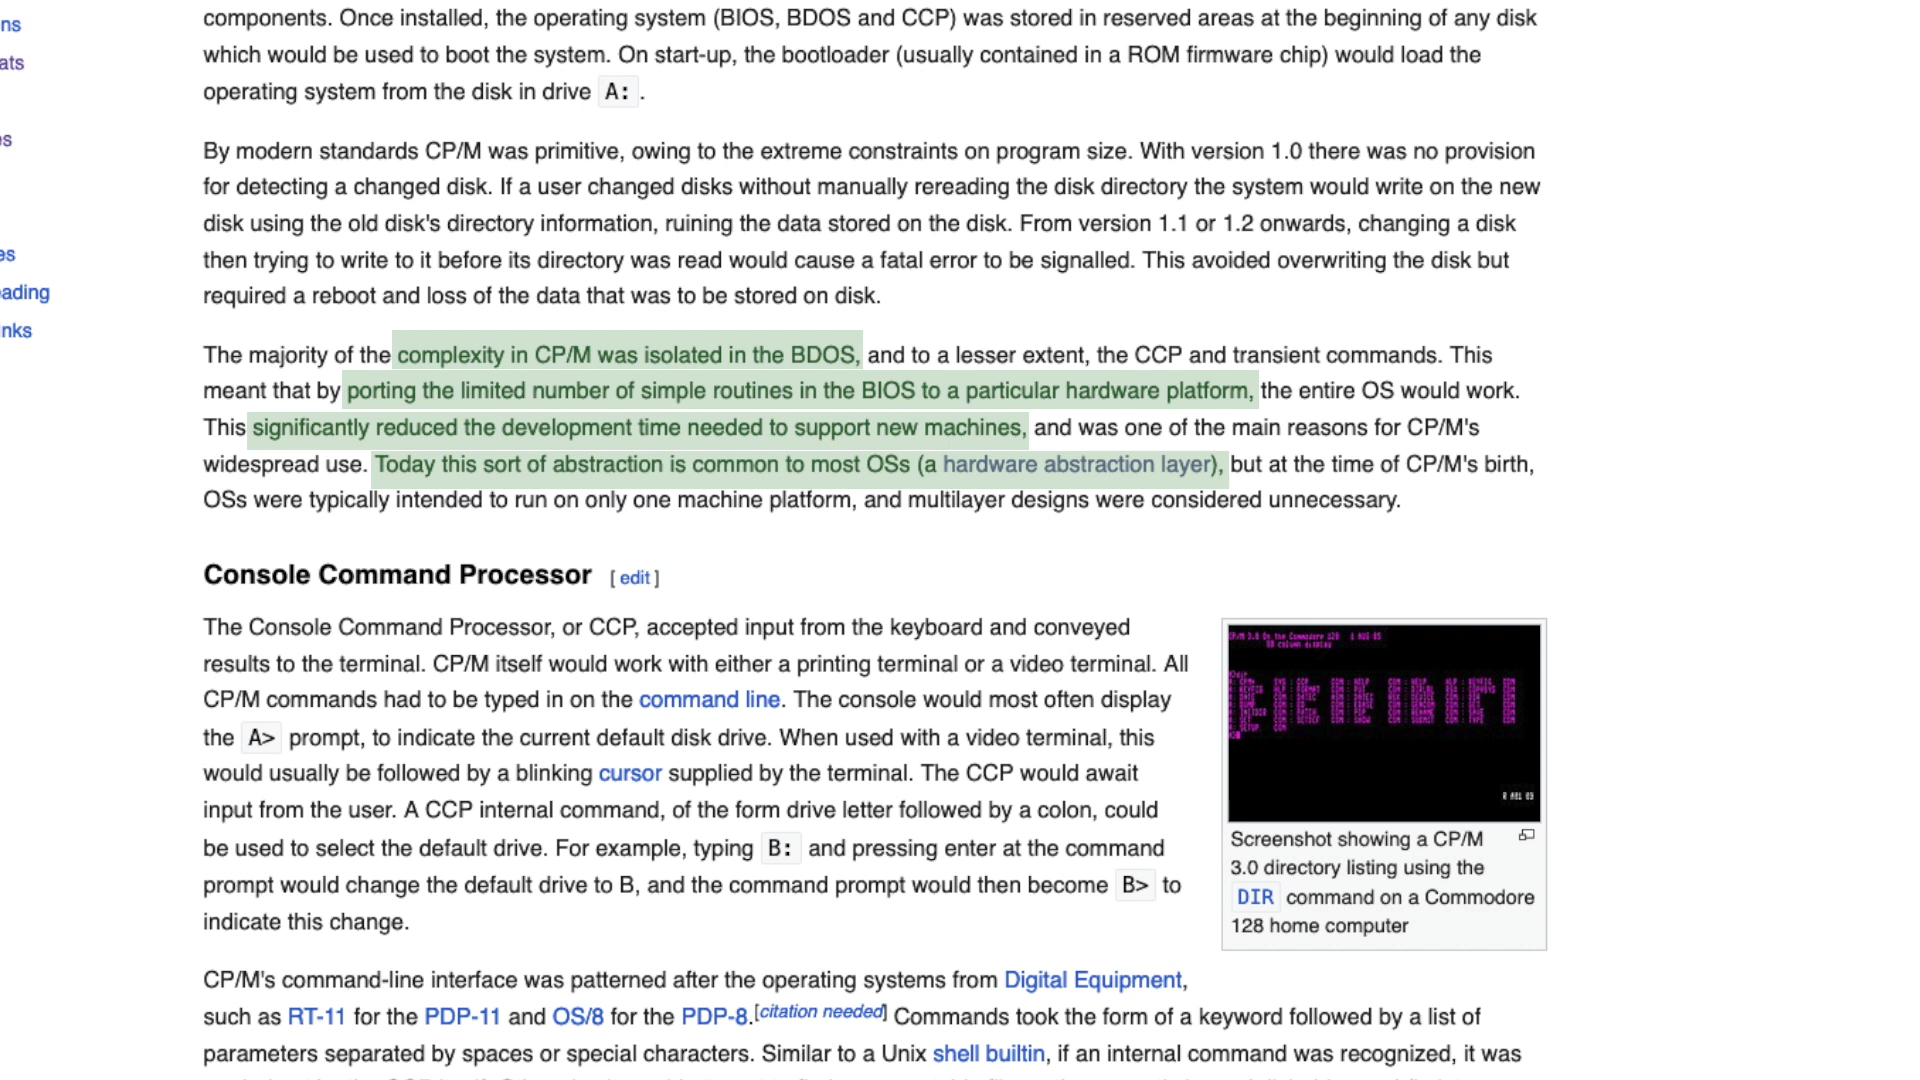 ns
ats
es
es
eading
inks
components. Once installed, the operating system (BIOS, BDOS and CCP) was stored in reserved areas at the beginning of any disk
which would be used to boot the system. On start-up, the bootloader (usually contained in a ROM firmware chip) would load the
operating system from the disk in drive A: .
By modern standards CP/M was primitive, owing to the extreme constraints on program size. With version 1.0 there was no provision
for detecting a changed disk. If a user changed disks without manually rereading the disk directory the system would write on the new
disk using the old disk's directory information, ruining the data stored on the disk. From version 1.1 or 1.2 onwards, changing a disk
then trying to write to it before its directory was read would cause a fatal error to be signalled. This avoided overwriting the disk but
required a reboot and loss of the data that was to be stored on disk.
The majority of the complexity in CP/M was isolated in the BDOS, and to a lesser extent, the CCP and transient commands. This
meant that by porting the limited number of simple routines in the BIOS to a particular hardware platform, the entire OS would work.
This significantly reduced the development time needed to support new machines, and was one of the main reasons for CP/M's
widespread use. Today this sort of abstraction is common to most OSs (a hardware abstraction layer), but at the time of CP/M's birth,
OSs were typically intended to run on only one machine platform, and multilayer designs were considered unnecessary.
Console Command Processor [ edit ]
The Console Command Processor, or CCP, accepted input from the keyboard and conveyed
results to the terminal. CP/M itself would work with either a printing terminal or a video terminal. All
CP/M commands had to be typed in on the command line. The console would most often display
the A> prompt, to indicate the current default disk drive. When used with a video terminal, this
would usually be followed by a blinking cursor supplied by the terminal. The CCP would await
input from the user. A CCP internal command, of the form drive letter followed by a colon, could
be used to select the default drive. For example, typing B: and pressing enter at the command
prompt would change the default drive to B, and the command prompt would then become B> to
indicate this change.
CP/M 3.0 On the Commodore 128
column display
Screenshot showing a CP/M
3.0 directory listing using the
DIR command on a Commodore
128 home computer
CP/M's command-line interface was patterned after the operating systems from Digital Equipment,
such as RT-11 for the PDP-11 and OS/8 for the PDP-8.[citation needed] Commands took the form of a keyword followed by a list of
parameters separated by spaces or special characters. Similar to a Unix shell builtin, if an internal command was recognized, it was